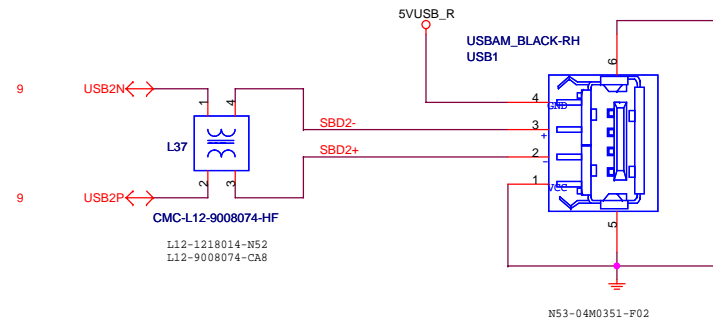 5VUSB_R
USBAM_BLACK-RH
USB1
6
9
USB2N
1
4
4
GND
L37
SBD2-
3
+
SBD2+
2
-
9
USB2P
2
3
1
VCC
CMC-L12-9008074-HF
5
L12-1218014-N52
L12-9008074-CA8
N53-04M0351-F02